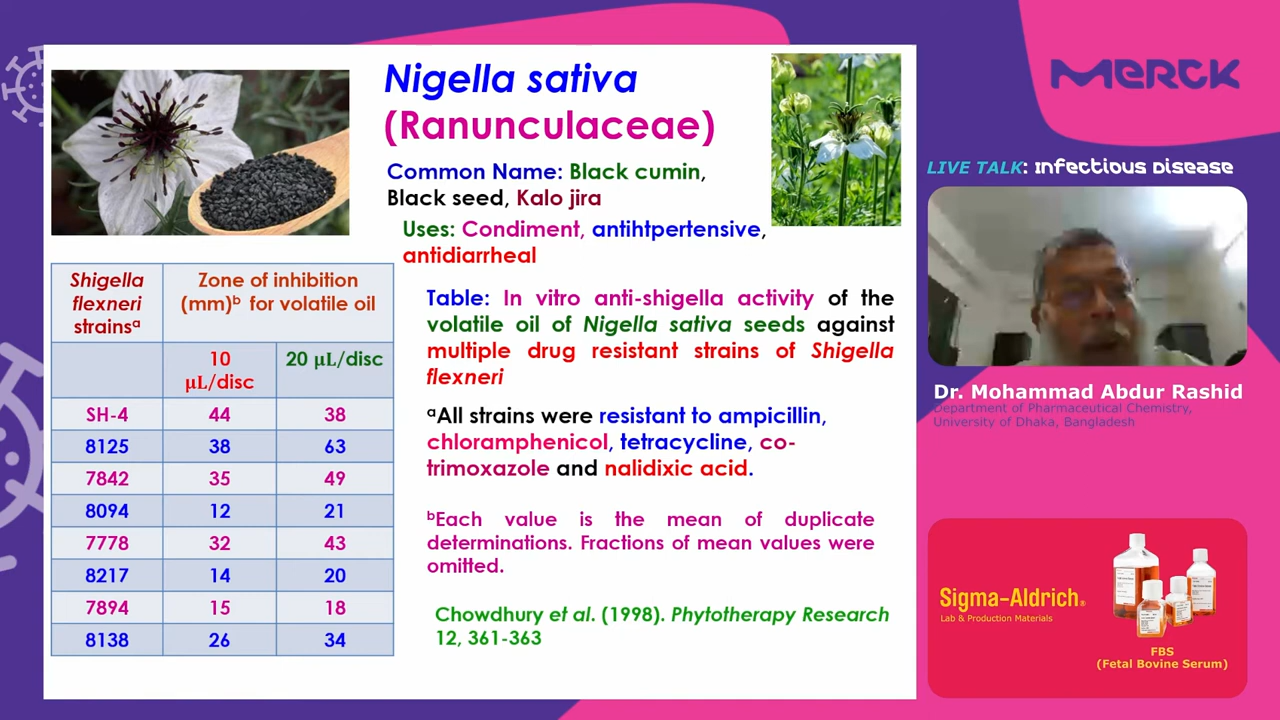 Nigella sativa
(Ranunculaceae)
Common Name: Black cumin,
Black seed, Kalo jira
Uses: Condiment, antihtpertensive,
antidiarrheal
Shigella flexneri strainsᵃ | Zone of inhibition (mm)ᵇ for volatile oil
10 µL/disc | 20 µL/disc
SH-4 44 38
8125 38 63
7842 35 49
8094 12 21
7778 32 43
8217 14 20
7894 15 18
8138 26 34
Table: In vitro anti-shigella activity of the
volatile oil of Nigella sativa seeds against
multiple drug resistant strains of Shigella
flexneri
ᵃAll strains were resistant to ampicillin,
chloramphenicol, tetracycline, co-
trimoxazole and nalidixic acid.
ᵇEach value is the mean of duplicate
determinations. Fractions of mean values were
omitted.
Chowdhury et al. (1998). Phytotherapy Research
12, 361-363
Merck
LIVE TALK: Infectious Disease
Dr. Mohammad Abdur Rashid
Department of Pharmaceutical Chemistry,
University of Dhaka, Bangladesh
Sigma-Aldrich®
Lab & Production Materials
FBS
(Fetal Bovine Serum)